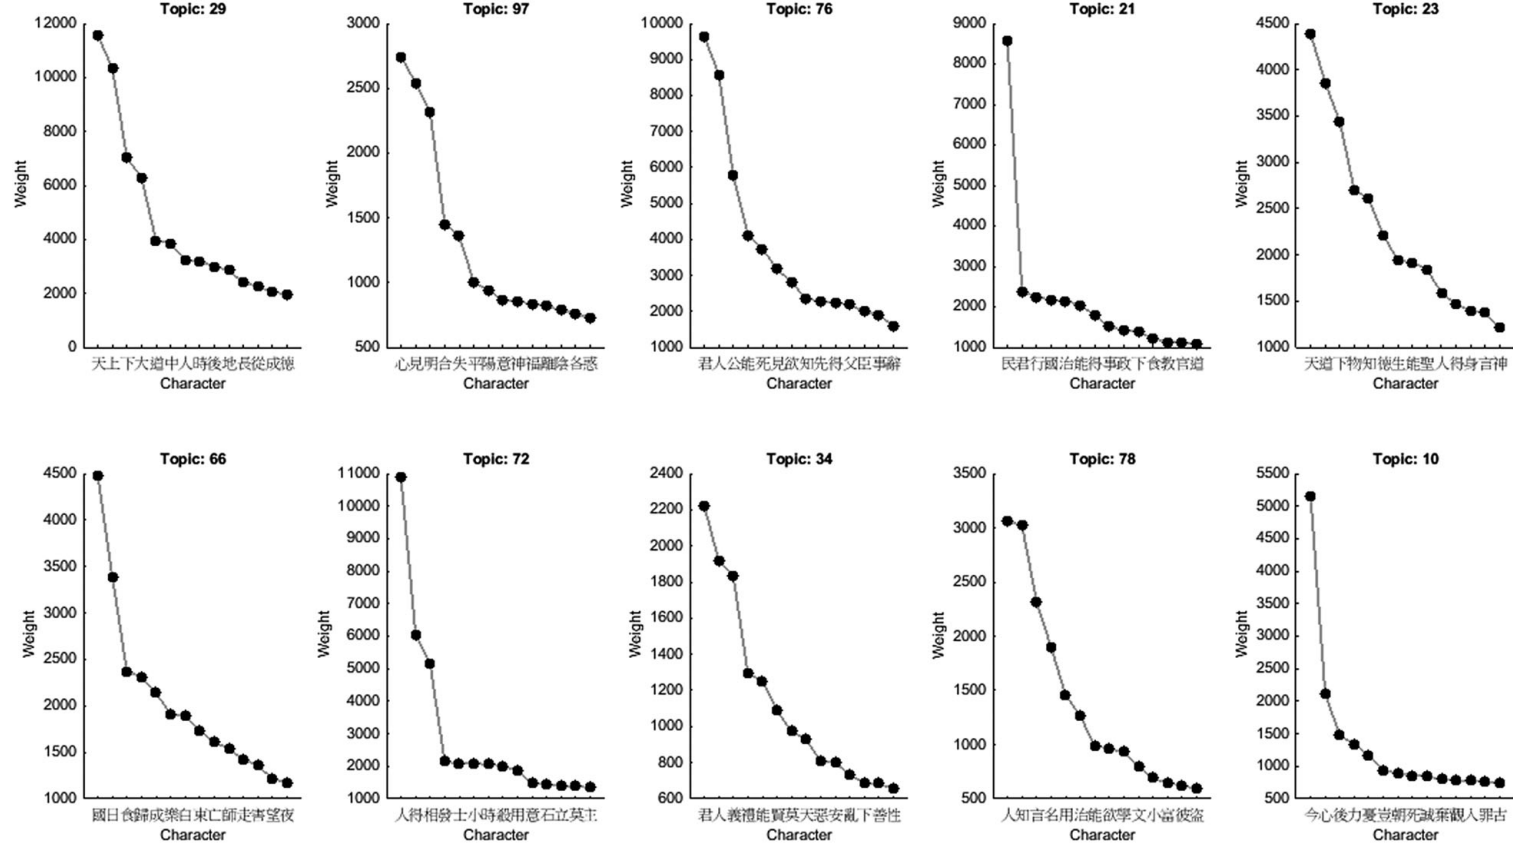 Topic: 29
12000
10000
8000
6000
4000
2000
0
Weight
天上下大道中人時後地長從成德
Character
Topic: 97
3000
2500
2000
1500
1000
500
Weight
心見明合失平陽意神福離陰各惑
Character
Topic: 76
10000
9000
8000
7000
6000
5000
4000
3000
2000
1000
Weight
君人公能死見欲知先得父臣事辭
Character
Topic: 21
9000
8000
7000
6000
5000
4000
3000
2000
1000
Weight
民君行國治能得事政下食教官道
Character
Topic: 23
4500
4000
3500
3000
2500
2000
1500
1000
Weight
天道下物知德生能聖人得身言神
Character
Topic: 66
4500
4000
3500
3000
2500
2000
1500
1000
Weight
國日食歸成樂白東亡師走害望夜
Character
Topic: 72
11000
10000
9000
8000
7000
6000
5000
4000
3000
2000
1000
Weight
人得相發士小時殺用意石立莫主
Character
Topic: 34
2400
2200
2000
1800
1600
1400
1200
1000
800
600
Weight
君人義禮能賢莫天惡安亂下善性
Character
Topic: 78
3500
3000
2500
2000
1500
1000
500
Weight
人知言名用治能欲學文小富彼盜
Character
Topic: 10
5500
5000
4500
4000
3500
3000
2500
2000
1500
1000
500
Weight
今心後力憂豈朝死誠棄觀入罪古
Character